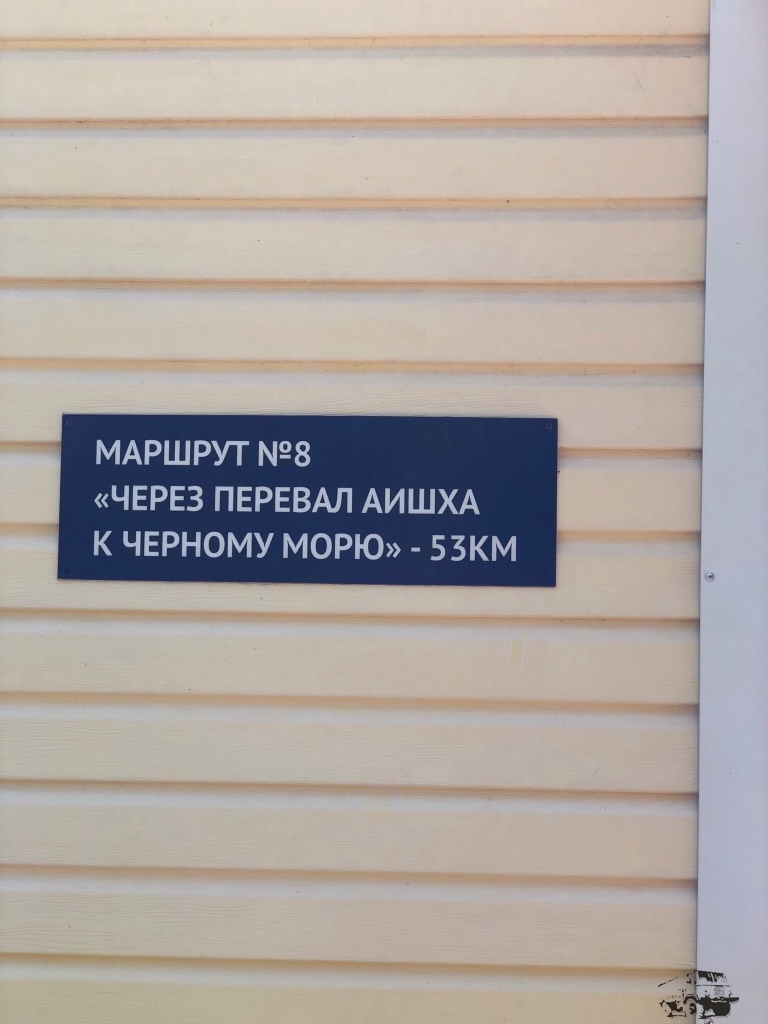 МАРШРУТ №8
«ЧЕРЕЗ ПЕРЕВАЛ АИШХА
К ЧЕРНОМУ МОРЮ» - 53КМ